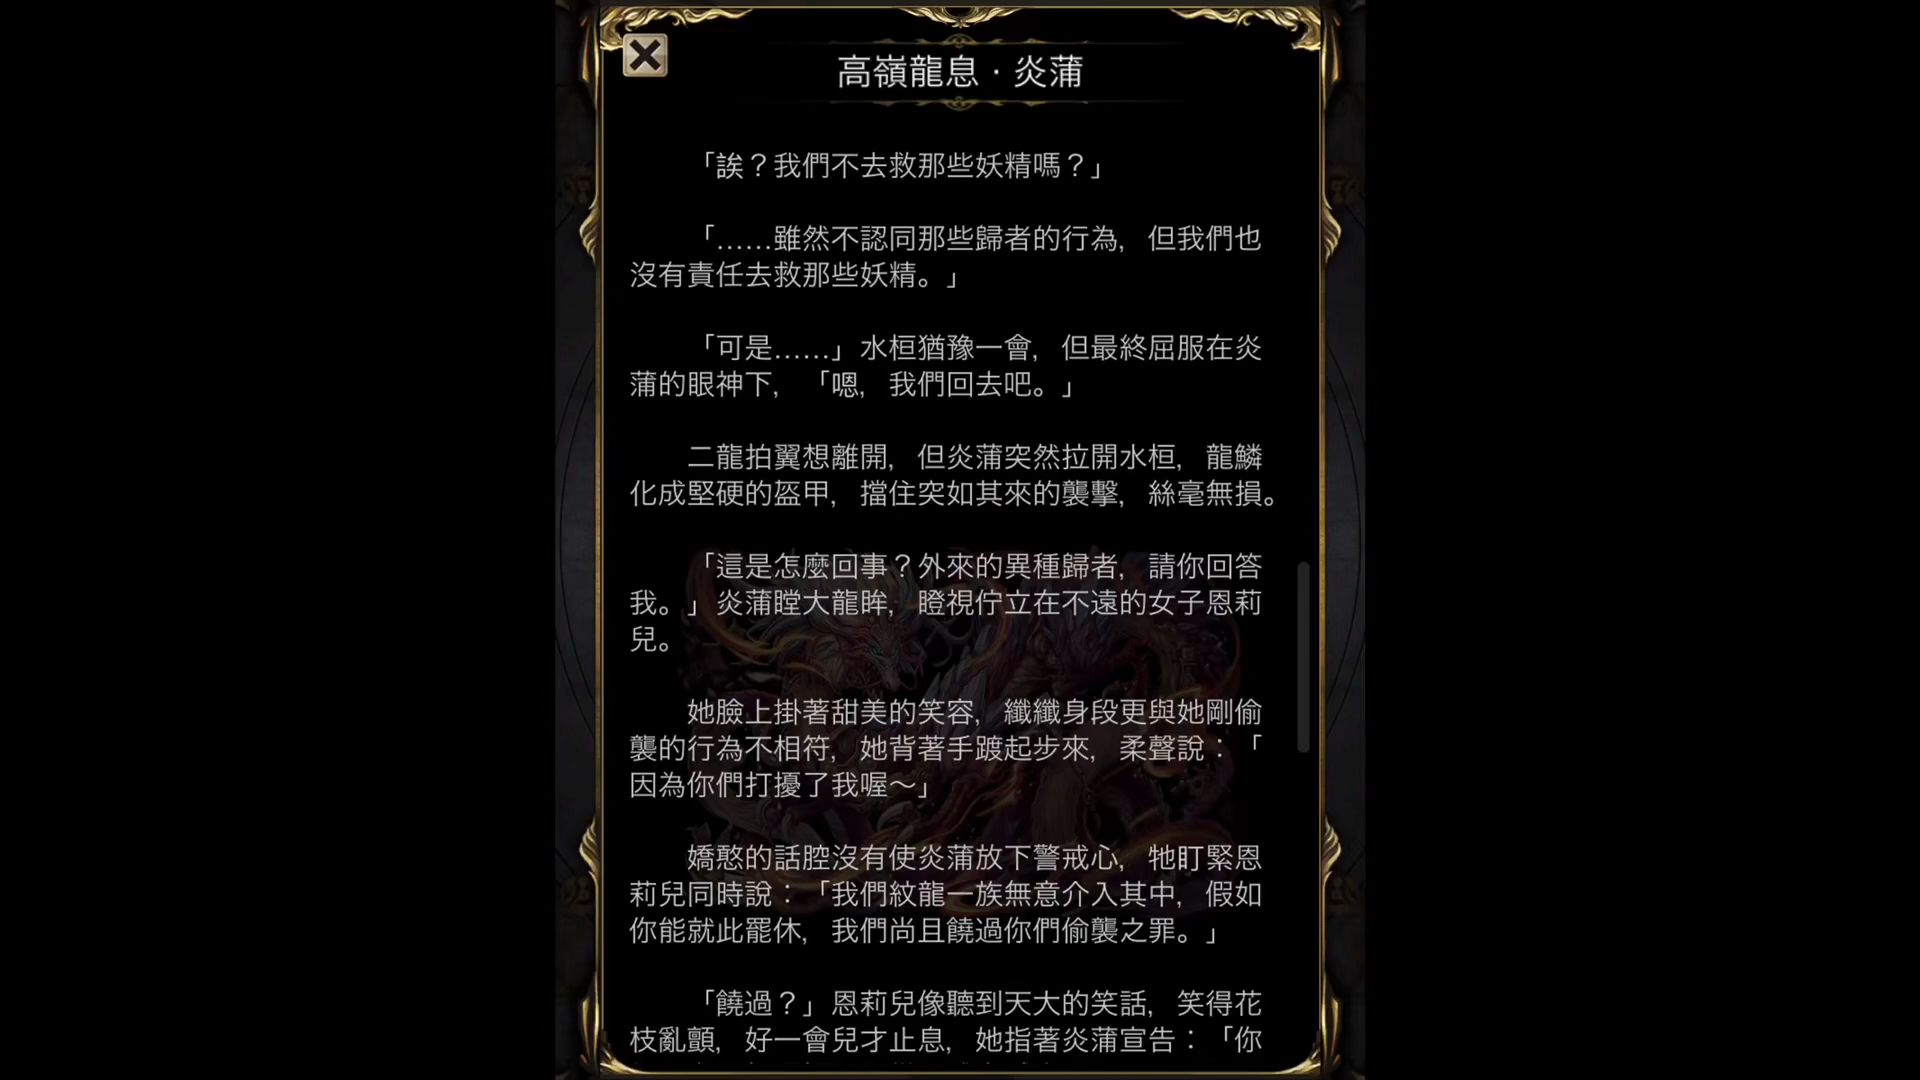 高嶺龍息·炎蒲
「誒？我們不去救那些妖精嗎？」
「……雖然不認同那些歸者的行為，但我們也
沒有責任去救那些妖精。」
「可是……」水桓猶豫一會，但最終屈服在炎
蒲的眼神下，「嗯，我們回去吧。」
二龍拍翼想離開，但炎蒲突然拉開水桓，龍鱗
化成堅硬的盔甲，擋住突如其來的襲擊，絲毫無損。
「這是怎麼回事？外來的異種歸者，請你回答
我。」炎蒲瞠大龍眸，瞪視佇立在不遠的女子恩莉
兒。
她臉上掛著甜美的笑容，纖纖身段更與她剛偷
襲的行為不相符，她背著手踱起步來，柔聲說：「
因為你們打擾了我喔～」
嬌憨的話腔沒有使炎蒲放下警戒心，牠盯緊恩
莉兒同時說：「我們紋龍一族無意介入其中，假如
你能就此罷休，我們尚且饒過你們偷襲之罪。」
「饒過？」恩莉兒像聽到天大的笑話，笑得花
枝亂顫，好一會兒才止息，她指著炎蒲宣告：「你